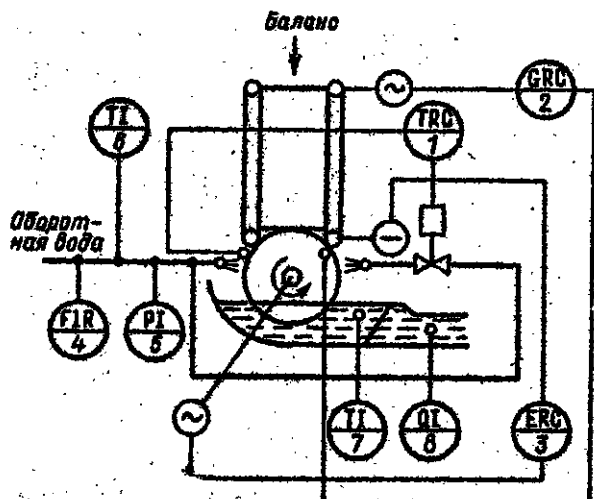 Баланс
GRC
2
TI
6
TRC
1
Оборот-
ная вода
FIR
4
PI
5
TI
7
QI
8
ERC
3